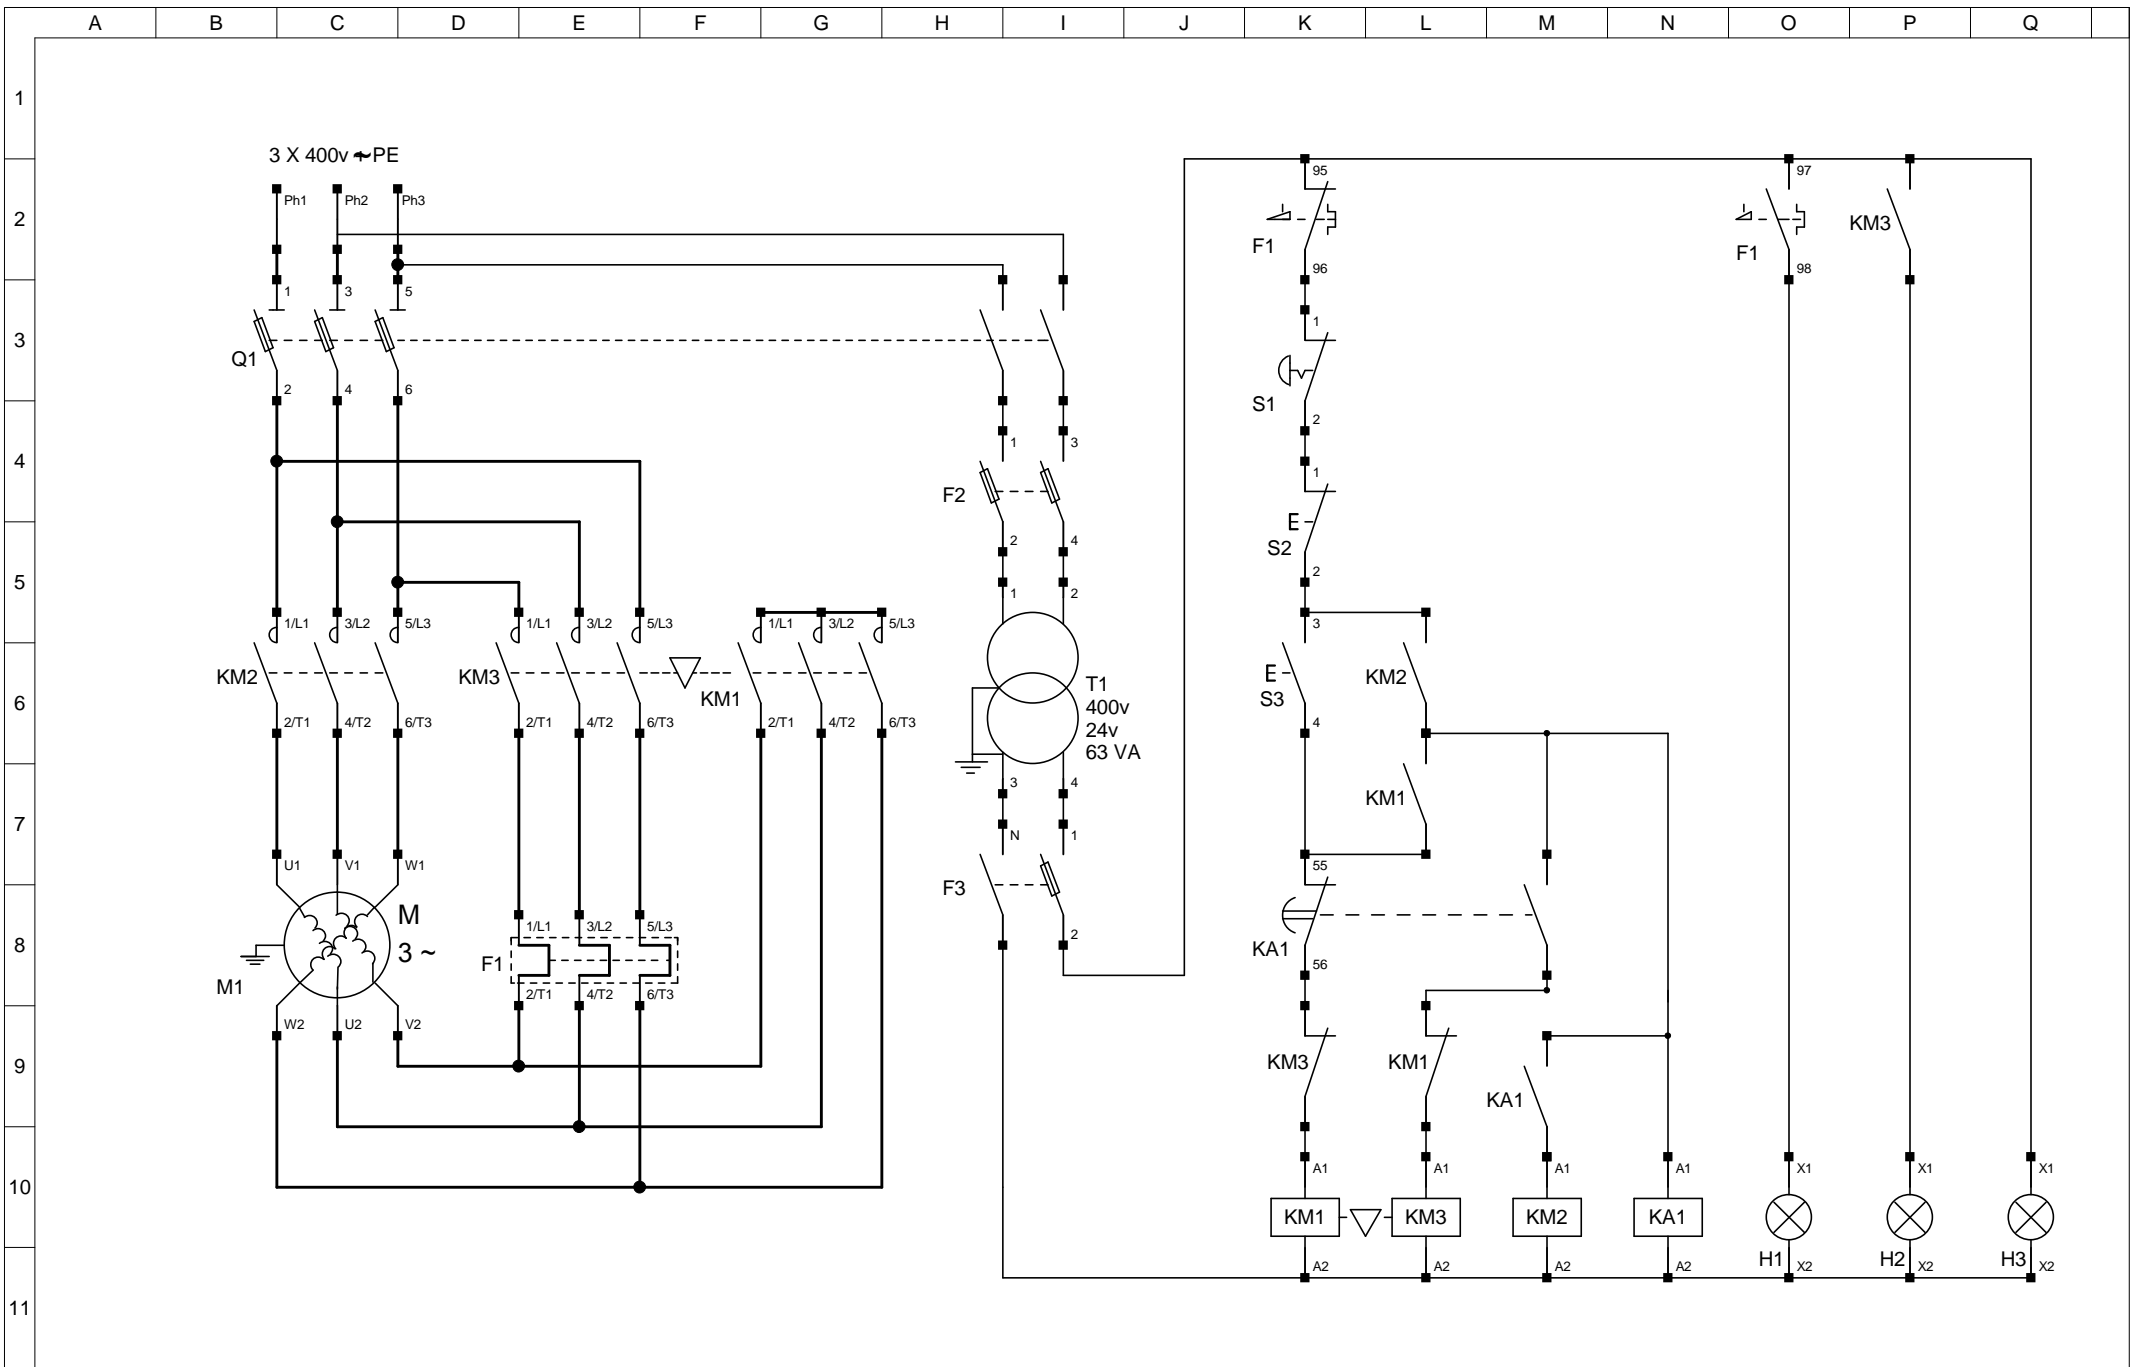 A B C D E F G H I J K L M N O P Q
1
3 X 400v +PE
95 97
Ph1 Ph2 Ph3
2
F1 F1 KM3
96 98
1 3 5
1
3
Q1
2 4 6
S1
2
1 3
4
1
F2
S2
2 4
2
5
1 2
1/L1 3/L2 5/L3 1/L1 3/L2 5/L3 1/L1 3/L2 5/L3
3
KM2 KM3 KM1
S3 KM2
T1
400v
24v
63 VA
6
2/T1 4/T2 6/T3 2/T1 4/T2 6/T3 2/T1 4/T2 6/T3
4
3 4
KM1
7
N 1
U1 V1 W1
55
F3
M
3 ~
1/L1 3/L2 5/L3
2
8
KA1
F1
56
M1
2/T1 4/T2 6/T3
W2 U2 V2
9
KM3 KM1
KA1
A1 A1 A1 A1 X1 X1 X1
10
KM1 KM3 KM2 KA1
H1 H2 H3
A2 A2 A2 A2 X2 X2 X2
11